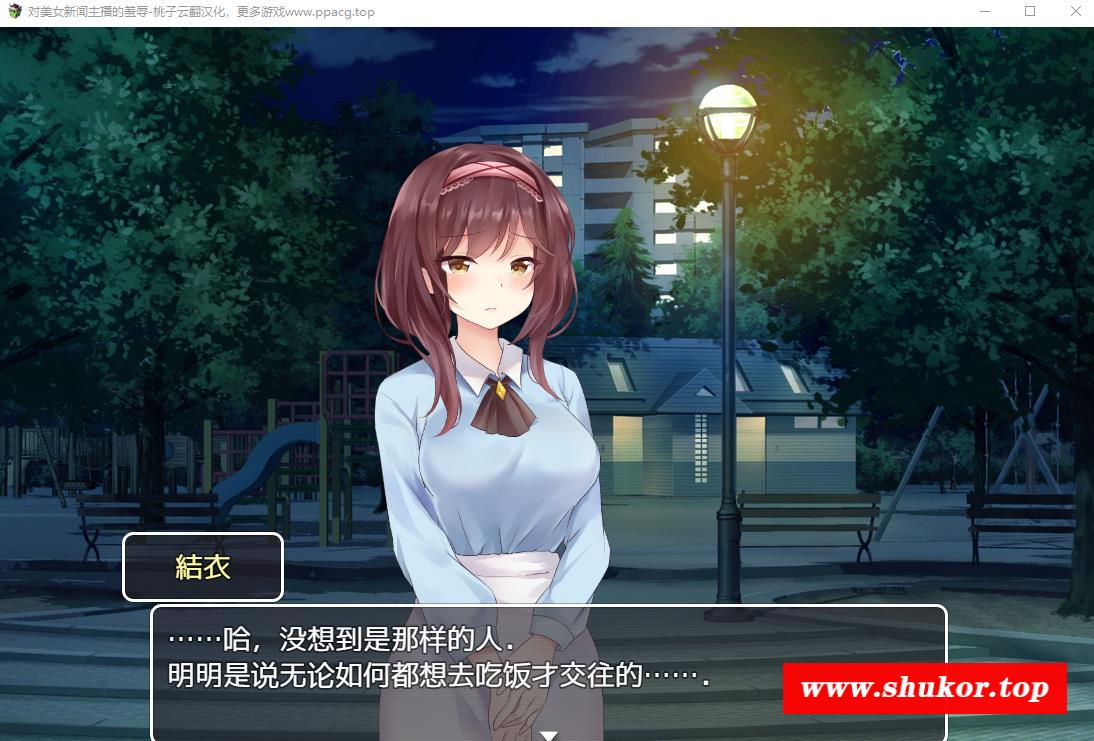 对美女新闻主播的羞辱-桃子云翻汉化，更多游戏www.ppacg.top
結衣
……哈，没想到是那样的人．
明明是说无论如何都想去吃饭才交往的……．
www.shukor.top